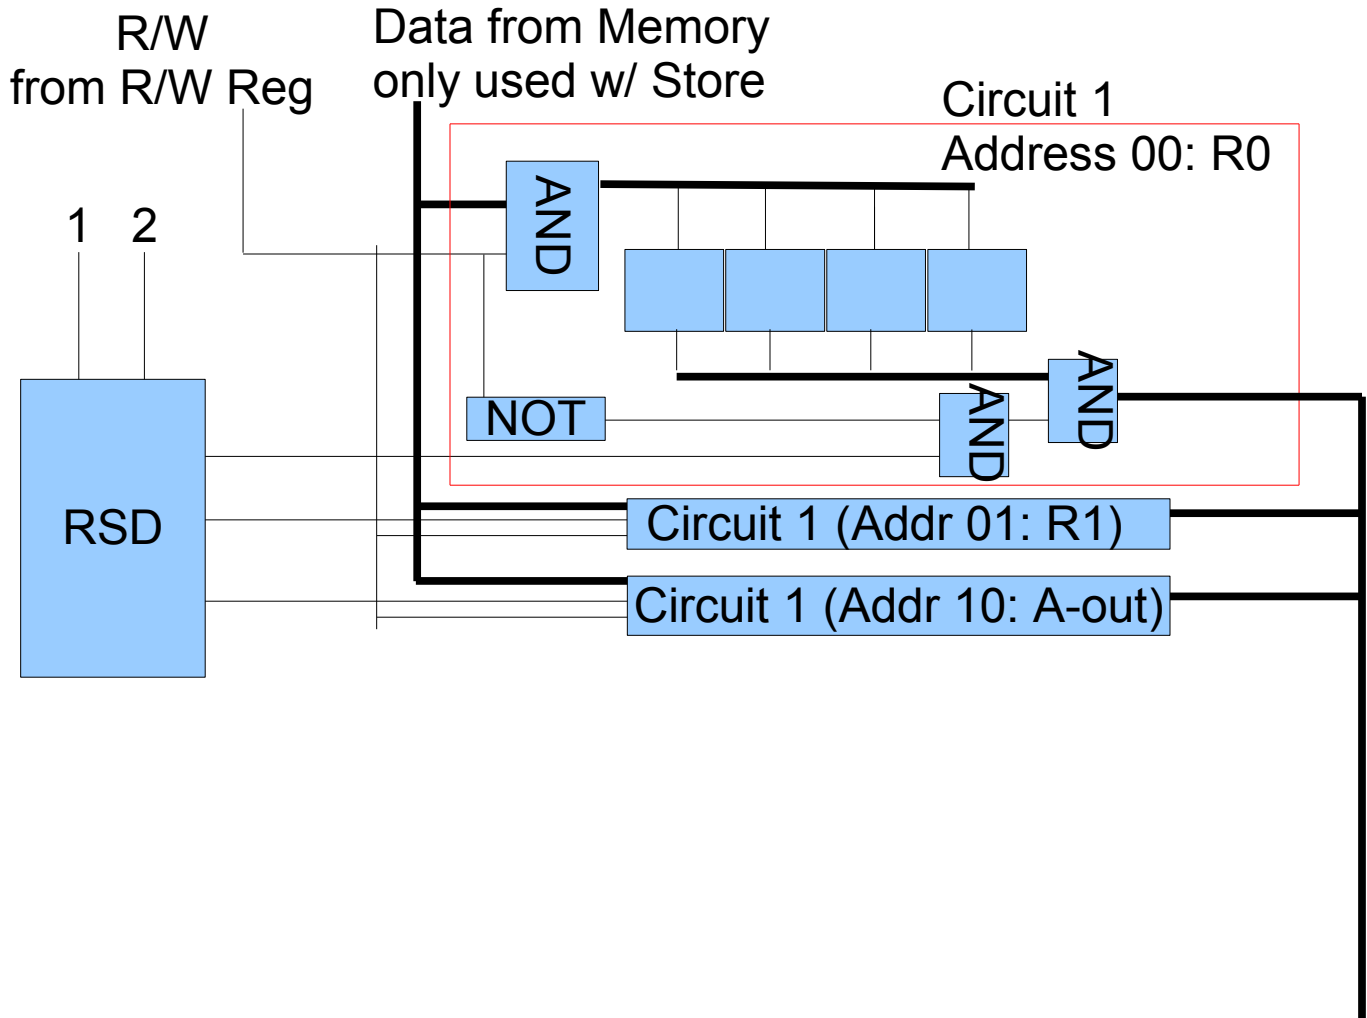 R/W
from R/W Reg
Data from Memory
only used w/ Store
Circuit 1
Address 00: R0
1 2
AND
AND
AND
NOT
RSD
Circuit 1 (Addr 01: R1)
Circuit 1 (Addr 10: A-out)